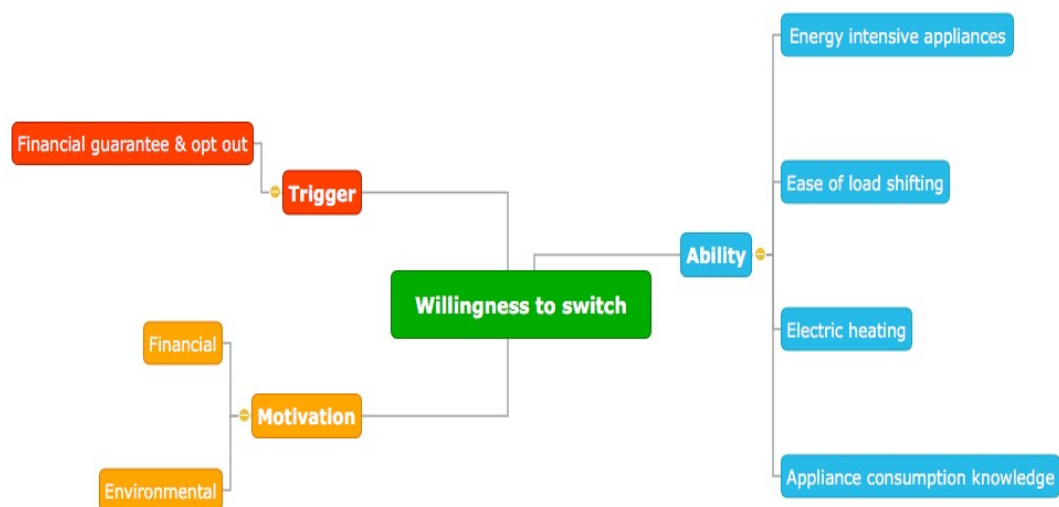 Energy intensive appliances
Financial guarantee & opt out
Trigger
Ease of load shifting
Ability
Willingness to switch
Financial
Electric heating
Motivation
Environmental
Appliance consumption knowledge